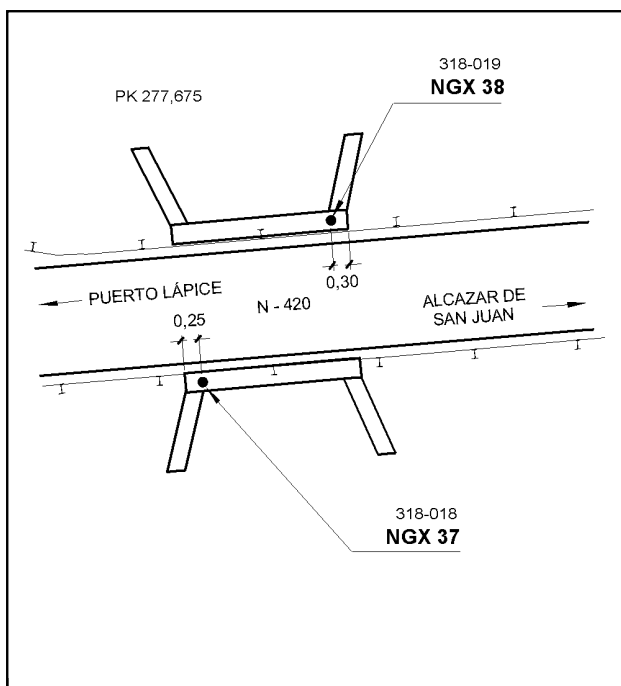 318-019
NGX 38
PK 277,675
0,30
PUERTO LÁPICE
N - 420
ALCAZAR DE
SAN JUAN
0,25
318-018
NGX 37